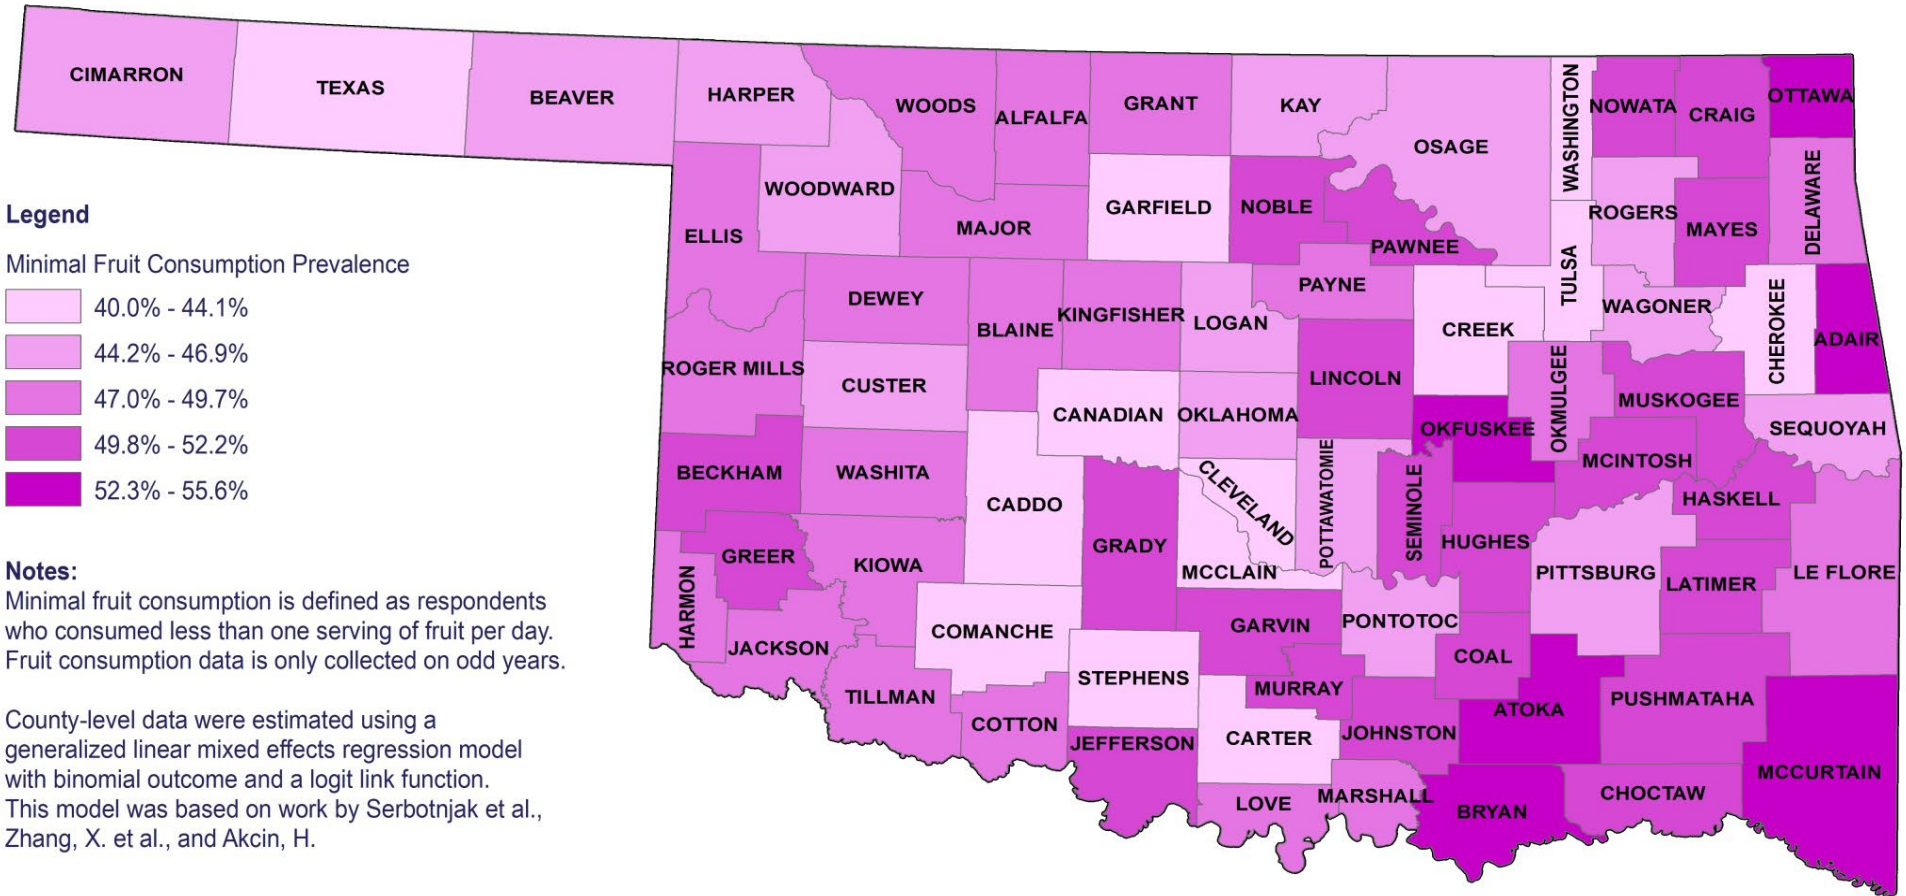 CIMARRON
TEXAS
BEAVER
HARPER
WOODS
ALFALFA
GRANT
KAY
OSAGE
WASHINGTON
NOWATA
CRAIG
OTTAWA
WOODWARD
ELLIS
MAJOR
GARFIELD
NOBLE
PAWNEE
ROGERS
MAYES
DELAWARE
TULSA
DEWEY
BLAINE
KINGFISHER
LOGAN
PAYNE
CREEK
WAGONER
CHEROKEE
ADAIR
ROGER MILLS
CUSTER
CANADIAN
OKLAHOMA
LINCOLN
OKMULGEE
MUSKOGEE
SEQUOYAH
OKFUSKEE
MCINTOSH
BECKHAM
WASHITA
CADDO
GRADY
CLEVELAND
POTTAWATOMIE
SEMINOLE
HUGHES
HASKELL
PITTSBURG
LATIMER
LE FLORE
GREER
KIOWA
HARMON
JACKSON
COMANCHE
MCCLAIN
GARVIN
PONTOTOC
COAL
STEPHENS
MURRAY
TILLMAN
COTTON
JEFFERSON
CARTER
JOHNSTON
ATOKA
PUSHMATAHA
MCCURTAIN
LOVE
MARSHALL
BRYAN
CHOCTAW
Legend
Minimal Fruit Consumption Prevalence
40.0% - 44.1%
44.2% - 46.9%
47.0% - 49.7%
49.8% - 52.2%
52.3% - 55.6%
Notes:
Minimal fruit consumption is defined as respondents
who consumed less than one serving of fruit per day.
Fruit consumption data is only collected on odd years.
County-level data were estimated using a
generalized linear mixed effects regression model
with binomial outcome and a logit link function.
This model was based on work by Serbotnjak et al.,
Zhang, X. et al., and Akcin, H.